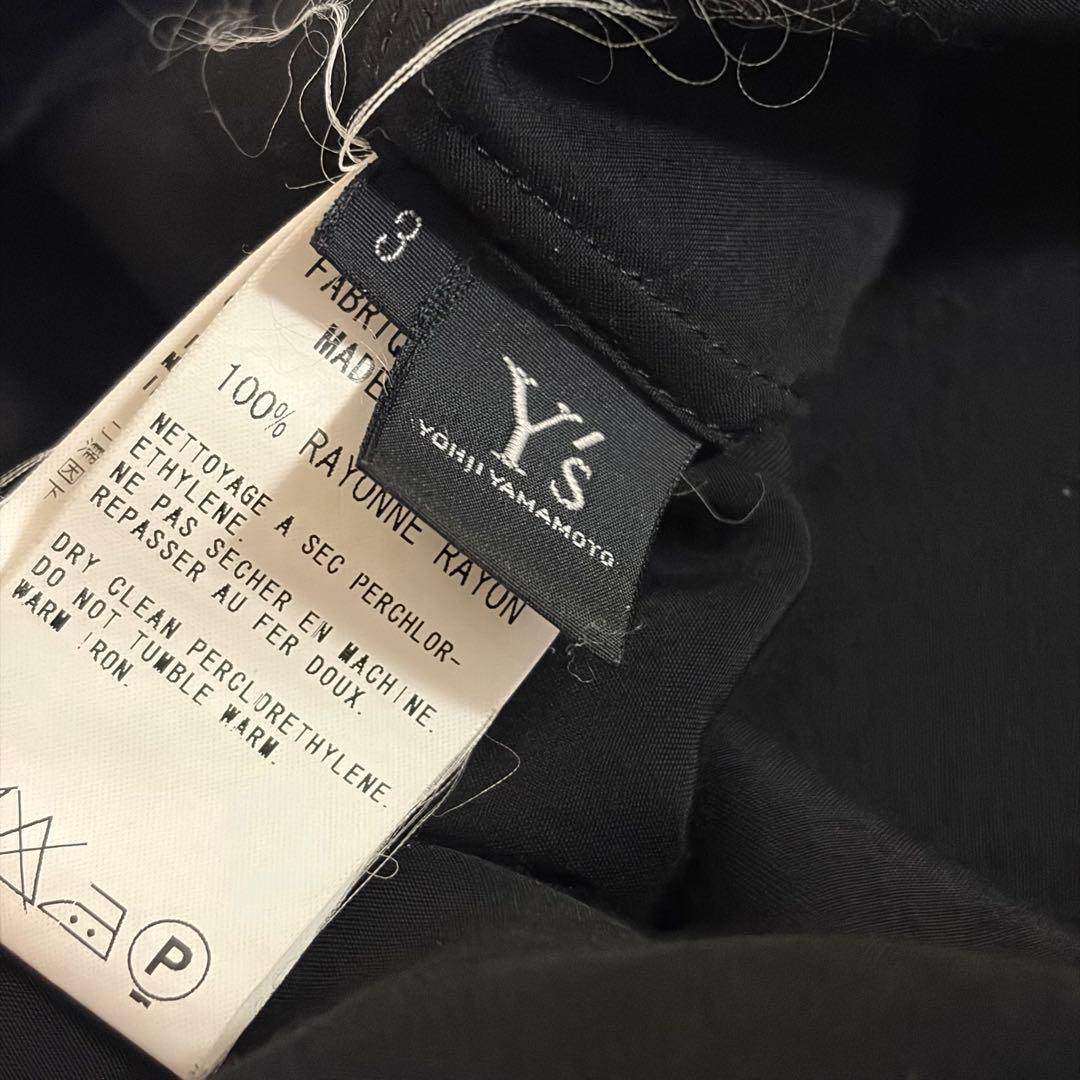 3
Y's
YOHJI YAMAMOTO
FABRIQ
MADE
100% RAYONNE RAYON
NETTOYAGE A SEC PERCHLOR-
ETHYLENE.
NE PAS SECHER EN MACHINE.
REPASSER AU FER DOUX.
DRY CLEAN PERCLORETHYLENE.
DO NOT TUMBLE WARM.
WARM IRON.
P